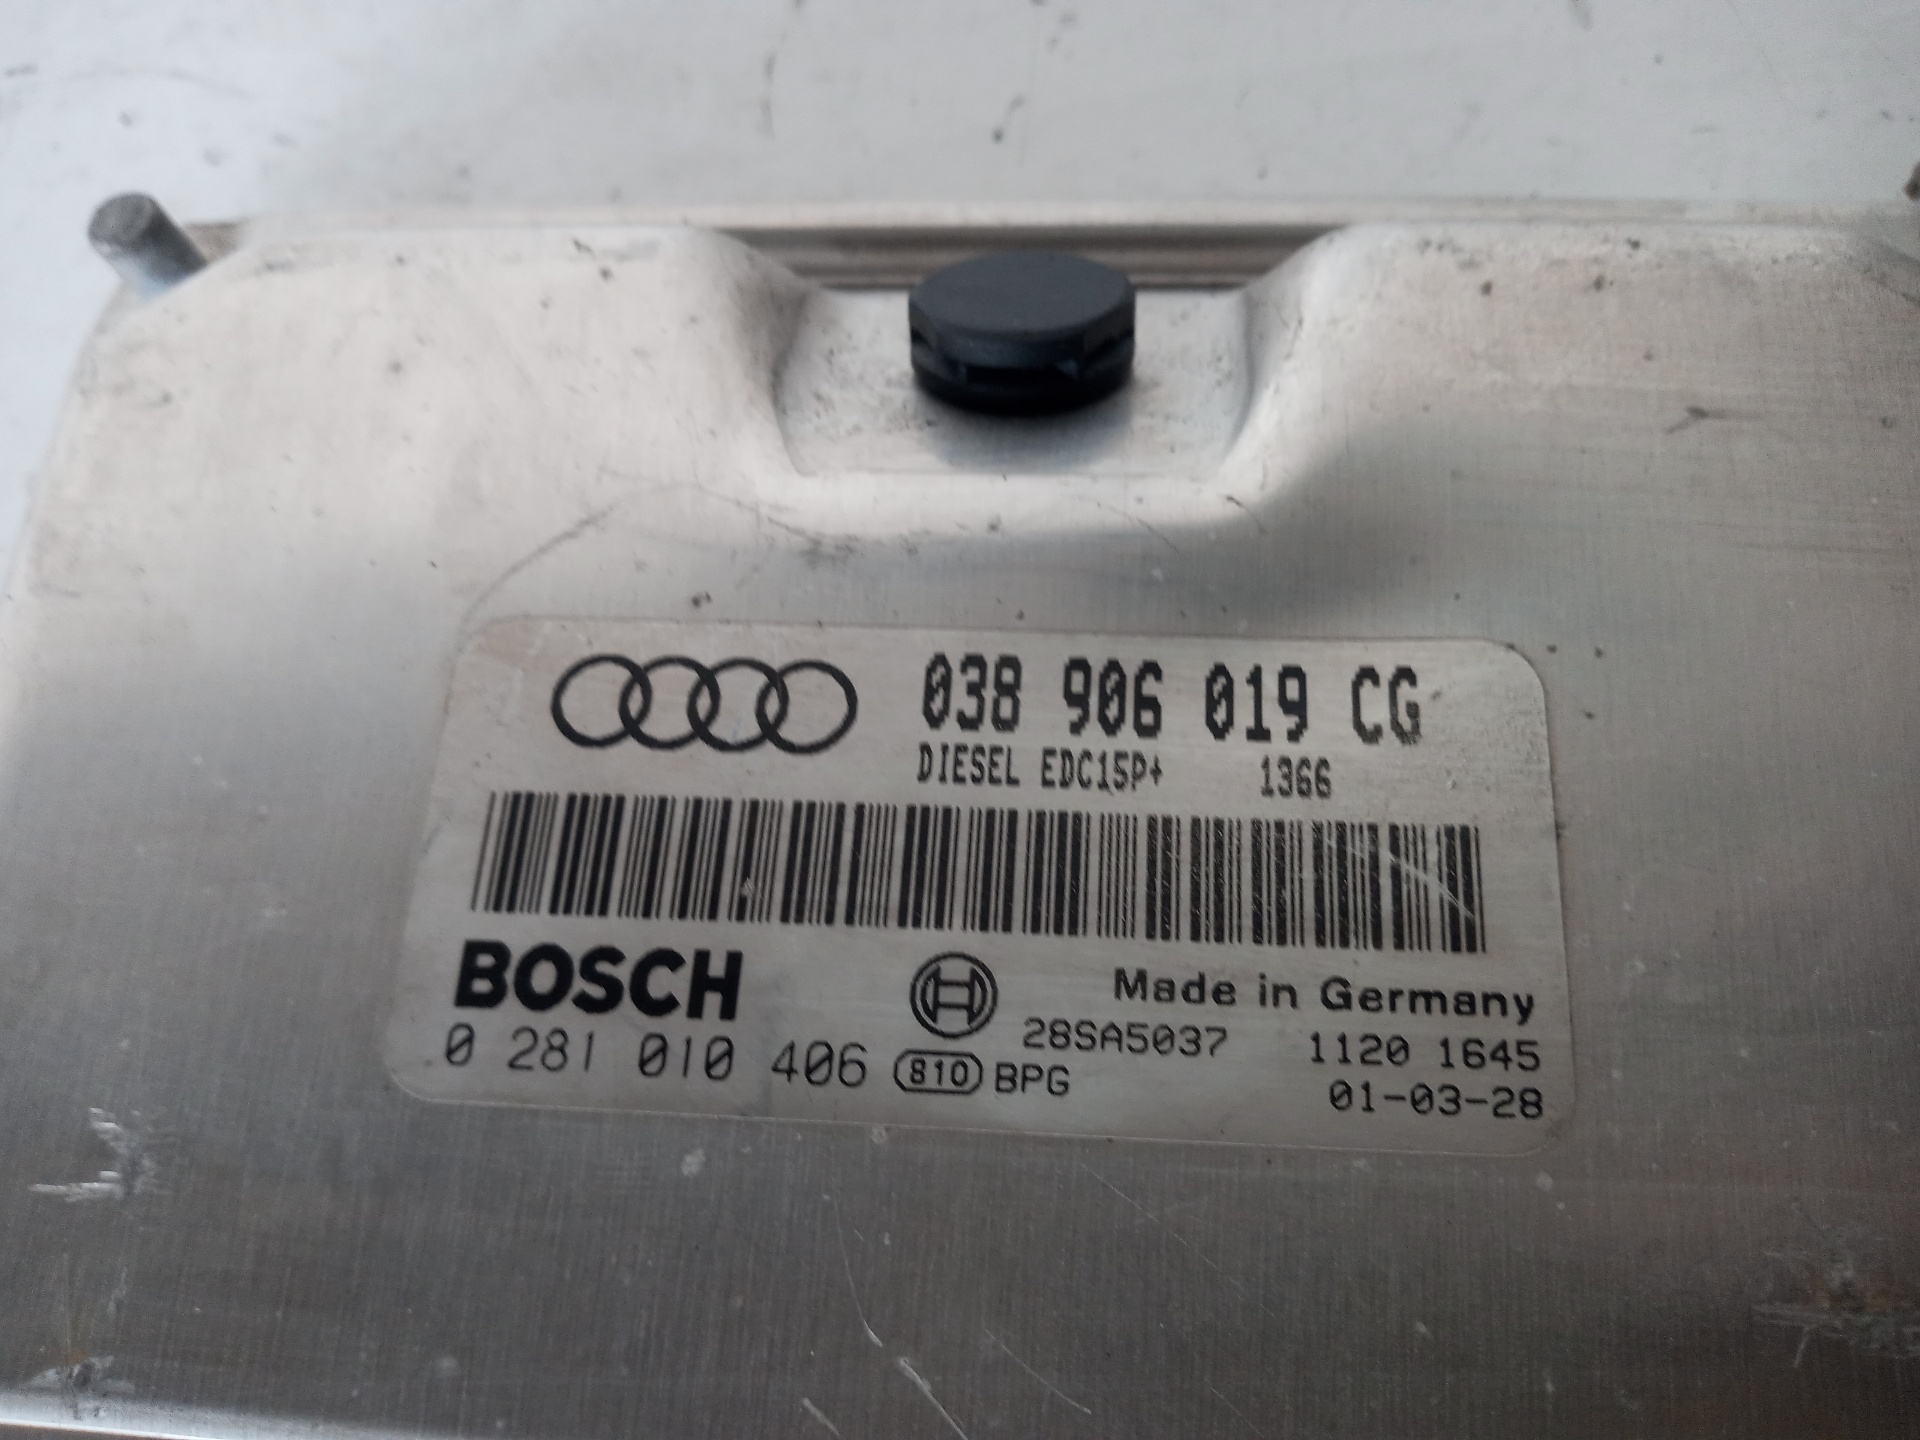 038 906 019 CG
DIESEL EDC15P+ 1366
BOSCH
Made in Germany
0 281 010 406
28SA5037 1120 1645
810 BPG 01-03-28